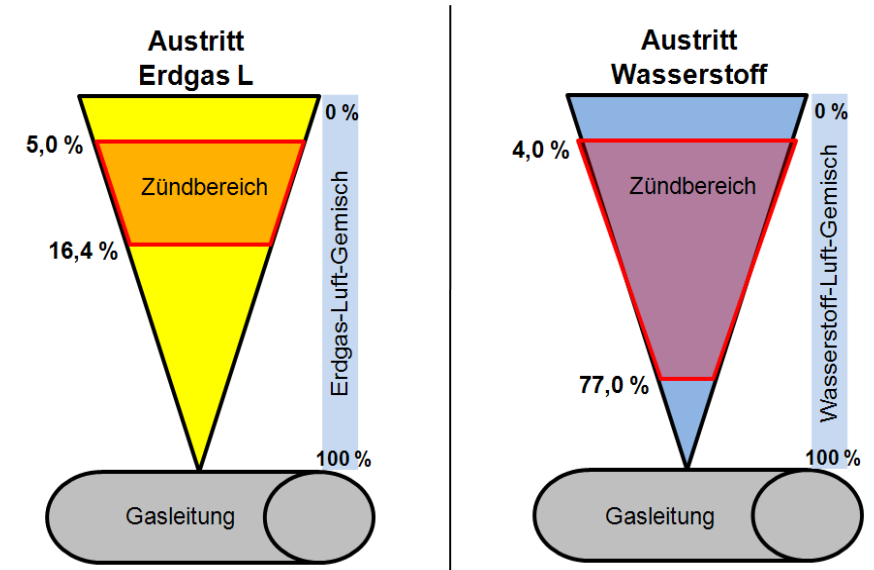 Austritt
Erdgas L
0 %
5,0 %
Zündbereich
16,4 %
Erdgas-Luft-Gemisch
100 %
Gasleitung
Austritt
Wasserstoff
0 %
4,0 %
Zündbereich
77,0 %
Wasserstoff-Luft-Gemisch
100 %
Gasleitung